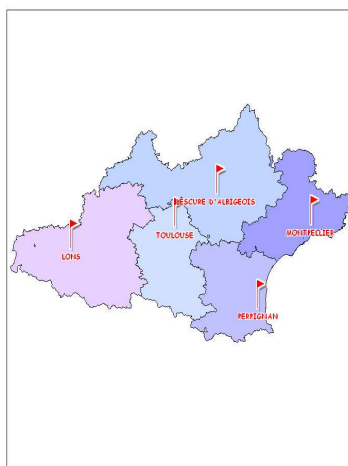 LESCURE D'ALBIGEOIS
MONTPELLIER
TOULOUSE
LONS
PERPIGNAN